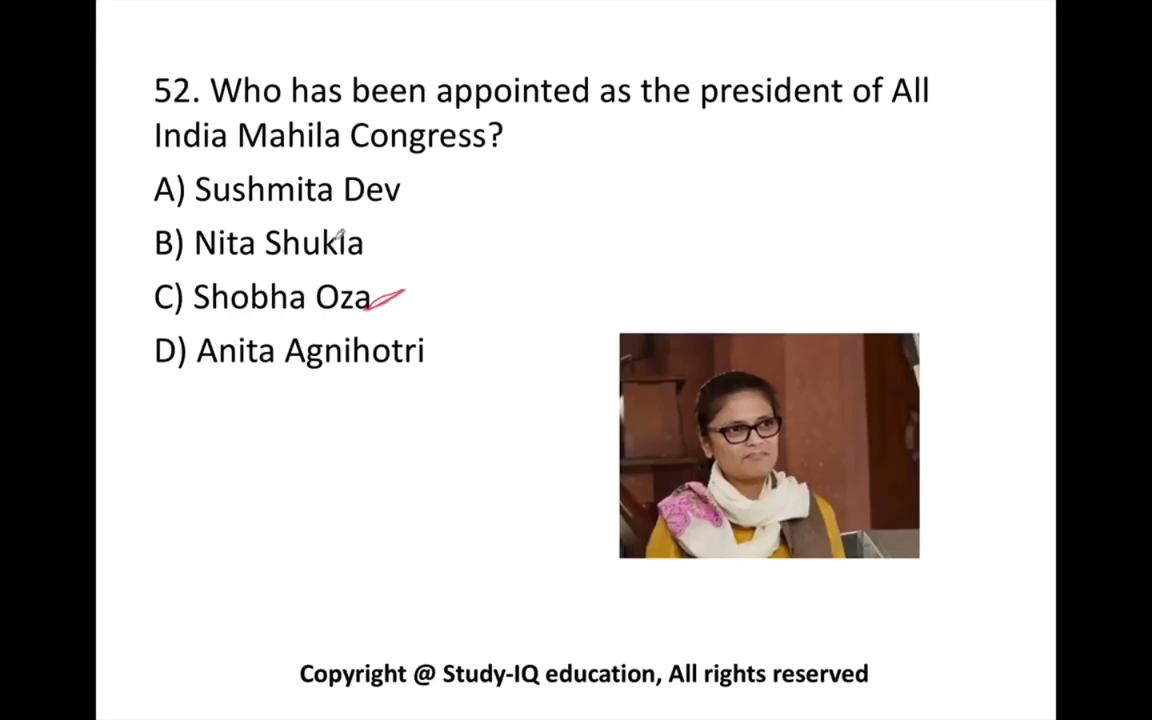 52. Who has been appointed as the president of All
India Mahila Congress?
A) Sushmita Dev
B) Nita Shukla
C) Shobha Oza
D) Anita Agnihotri
Copyright @ Study-IQ education, All rights reserved